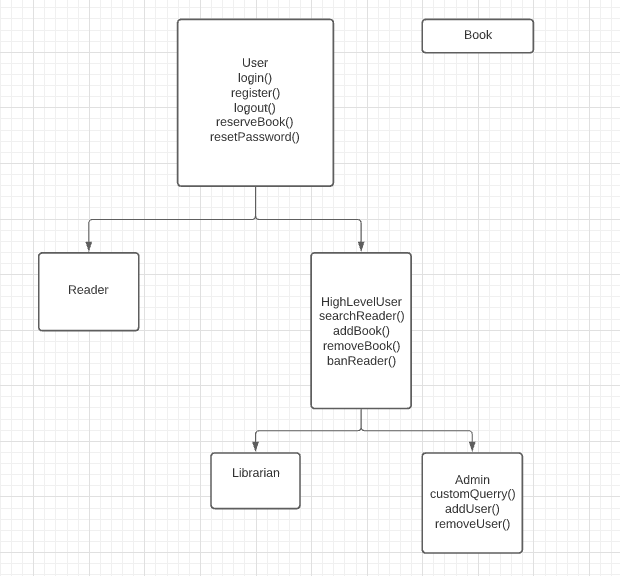 User
login()
register()
logout()
reserveBook()
resetPassword()
Book
Reader
HighLevelUser
searchReader()
addBook()
removeBook()
banReader()
Librarian
Admin
customQuerry()
addUser()
removeUser()